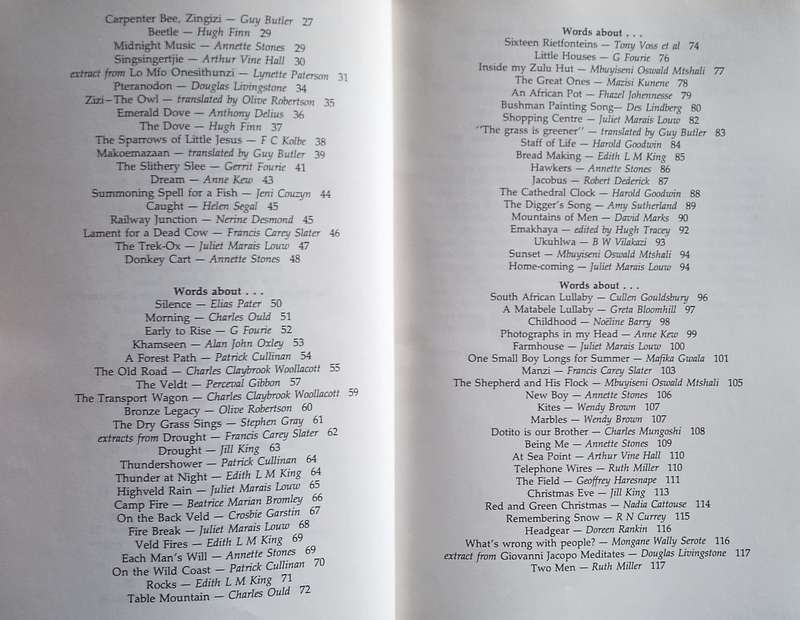 Carpenter Bee, Zingizi — Guy Butler 27
Beetle — Hugh Finn 29
Midnight Music — Annette Stones 29
Singsingertjie — Arthur Vine Hall 30
extract from Lo Mfo Onesithunzi — Lynette Paterson 31
Pteranodon — Douglas Livingstone 34
Zizi–The Owl — translated by Olive Robertson 35
Emerald Dove — Anthony Delius 36
The Dove — Hugh Finn 37
The Sparrows of Little Jesus — F C Kolbe 38
Makoemazaan — translated by Guy Butler 39
The Slithery Slee — Gerrit Fourie 41
Dream — Anne Kew 43
Summoning Spell for a Fish — Jeni Couzyn 44
Caught — Helen Segal 45
Railway Junction — Nerine Desmond 45
Lament for a Dead Cow — Francis Carey Slater 46
The Trek-Ox — Juliet Marais Louw 47
Donkey Cart — Annette Stones 48
Words about . . .
Silence — Elias Pater 50
Morning — Charles Ould 51
Early to Rise — G Fourie 52
Khamseen — Alan John Oxley 53
A Forest Path — Patrick Cullinan 54
The Old Road — Charles Claybrook Woollacott 55
The Veldt — Perceval Gibbon 57
The Transport Wagon — Charles Claybrook Woollacott 59
Bronze Legacy — Olive Robertson 60
The Dry Grass Sings — Stephen Gray 61
extracts from Drought — Francis Carey Slater 62
Drought — Jill King 63
Thundershower — Patrick Cullinan 64
Thunder at Night — Edith L M King 64
Highveld Rain — Juliet Marais Louw 65
Camp Fire — Beatrice Marian Bromley 66
On the Back Veld — Crosbie Garstin 67
Fire Break — Juliet Marais Louw 68
Veld Fires — Edith L M King 69
Each Man's Will — Annette Stones 69
On the Wild Coast — Patrick Cullinan 70
Rocks — Edith L M King 71
Table Mountain — Charles Ould 72
Words about . . .
Sixteen Rietfonteins — Tony Voss et al 74
Little Houses — G Fourie 76
Inside my Zulu Hut — Mbuyiseni Oswald Mtshali 77
The Great Ones — Mazisi Kunene 78
An African Pot — Fhazel Johennesse 79
Bushman Painting Song— Des Lindberg 80
Shopping Centre — Juliet Marais Louw 82
"The grass is greener" — translated by Guy Butler 83
Staff of Life — Harold Goodwin 84
Bread Making — Edith L M King 85
Hawkers — Annette Stones 86
Jacobus — Robert Dederick 87
The Cathedral Clock — Harold Goodwin 88
The Digger's Song — Amy Sutherland 89
Mountains of Men — David Marks 90
Emakhaya — edited by Hugh Tracey 92
Ukuhlwa — B W Vilakazi 93
Sunset — Mbuyiseni Oswald Mtshali 94
Home-coming — Juliet Marais Louw 94
Words about . . .
South African Lullaby — Cullen Gouldsbury 96
A Matabele Lullaby — Greta Bloomhill 97
Childhood — Noëline Barry 98
Photographs in my Head — Anne Kew 99
Farmhouse — Juliet Marais Louw 100
One Small Boy Longs for Summer — Mafika Gwala 101
Manzi — Francis Carey Slater 103
The Shepherd and His Flock — Mbuyiseni Oswald Mtshali 105
New Boy — Annette Stones 106
Kites — Wendy Brown 107
Marbles — Wendy Brown 107
Dotito is our Brother — Charles Mungoshi 108
Being Me — Annette Stones 109
At Sea Point — Arthur Vine Hall 110
Telephone Wires — Ruth Miller 110
The Field — Geoffrey Haresnape 111
Christmas Eve — Jill King 113
Red and Green Christmas — Nadia Cattouse 114
Remembering Snow — R N Currey 115
Headgear — Doreen Rankin 116
What's wrong with people? — Mongane Wally Serote 116
extract from Giovanni Jacopo Meditates — Douglas Livingstone 117
Two Men — Ruth Miller 117